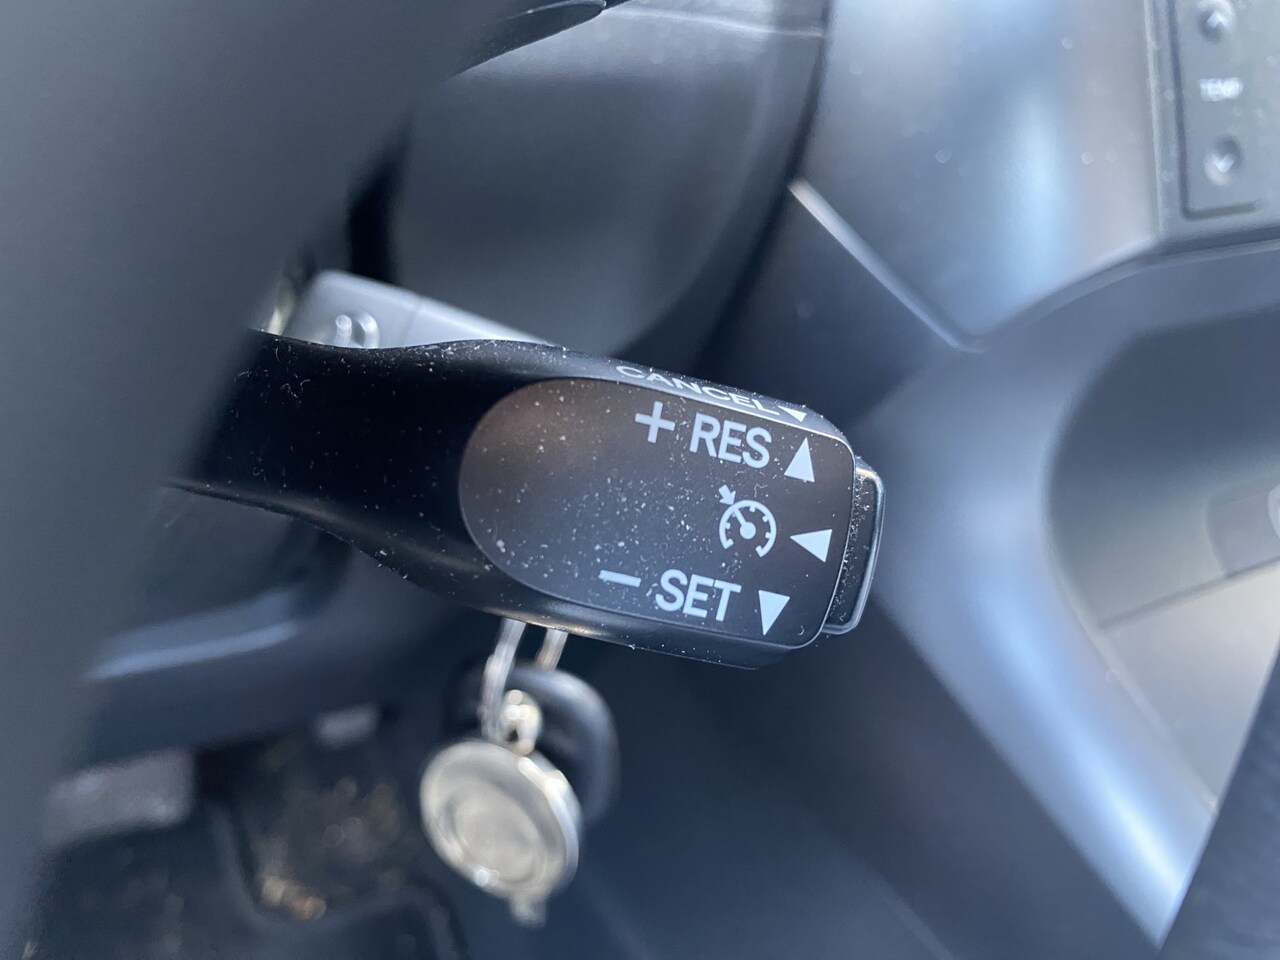 CANCEL
+ RES
- SET
TEMP